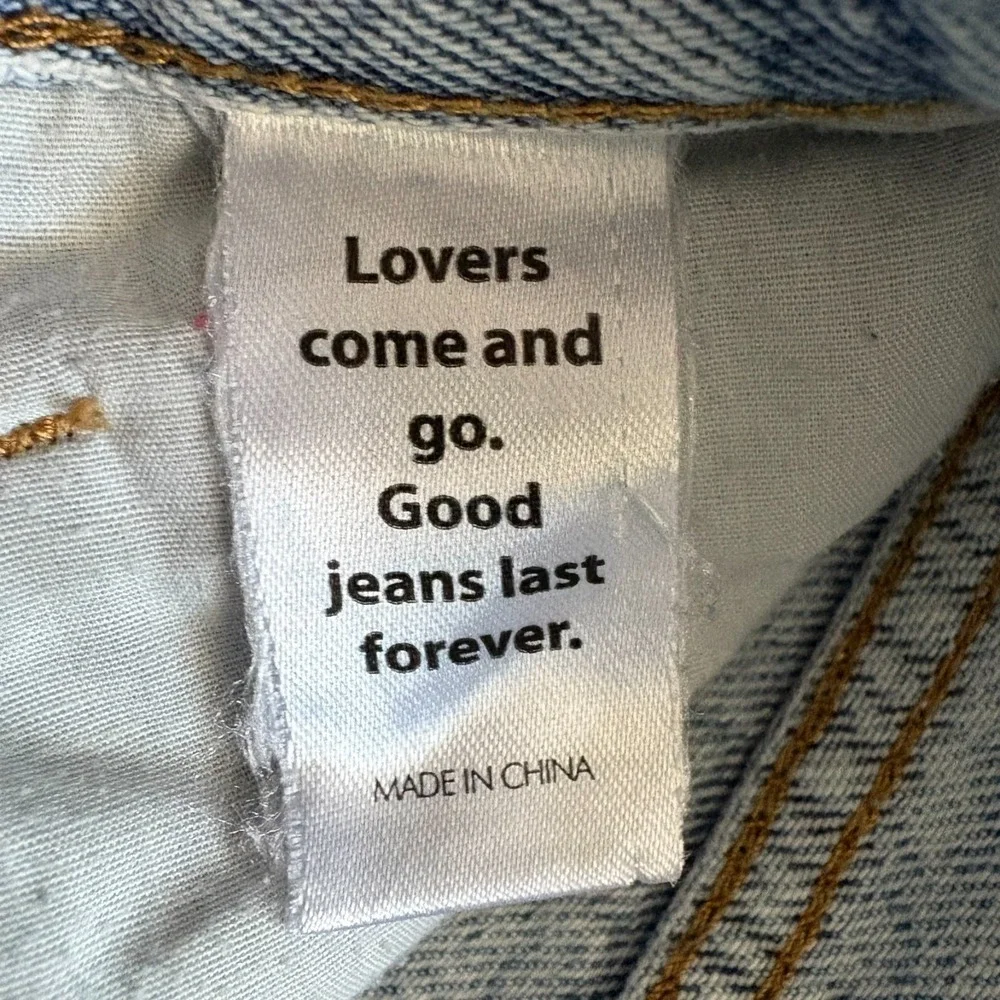 Lovers
come and
go.
Good
jeans last
forever.
MADE IN CHINA